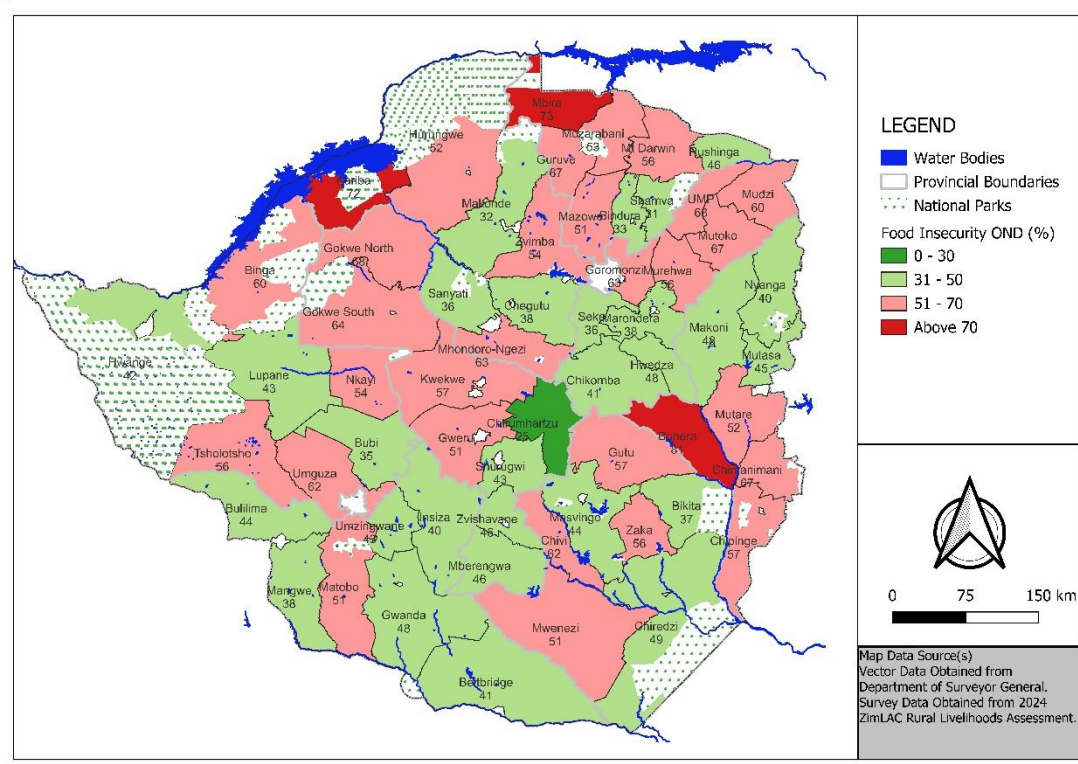 Mbire
73
Hurungwe
52
Muzarabani
53
Mt Darwin
56
Rushinga
46
Guruve
67
Kariba
72
Makonde
32
Shamva
31
UMP
68
Mudzi
60
Mazowe
51
Bindura
33
Mutoko
67
Zvimba
54
Gokwe North
68
Goromonzi
63
Murehwa
56
Binga
60
Nyanga
40
Sanyati
36
Chegutu
38
Gokwe South
64
Seke
36
Marondera
38
Makoni
Mhondoro-Ngezi
63
Mutasa
45
Hwange
42
Lupane
43
Nkayi
54
Kwekwe
57
Chikomba
41
Hwedza
48
Chirumhanzu
25
Mutare
52
Buhera
81
Bubi
35
Gweru
51
Gutu
57
Tsholotsho
56
Umguza
62
Shurugwi
43
Chimanimani
67
Bulilima
44
Umzingwane
Insiza
40
Zvishavane
46
Masvingo
44
Bikita
37
Zaka
56
Chivi
62
Chipinge
57
Mberengwa
46
Mangwe
38
Matobo
51
Gwanda
48
Mwenezi
51
Chiredzi
49
Beitbridge
41
LEGEND
Water Bodies
Provincial Boundaries
National Parks
Food Insecurity OND (%)
0 - 30
31 - 50
51 - 70
Above 70
0 75 150 km
Map Data Source(s)
Vector Data Obtained from
Department of Surveyor General.
Survey Data Obtained from 2024
ZimLAC Rural Livelihoods Assessment.